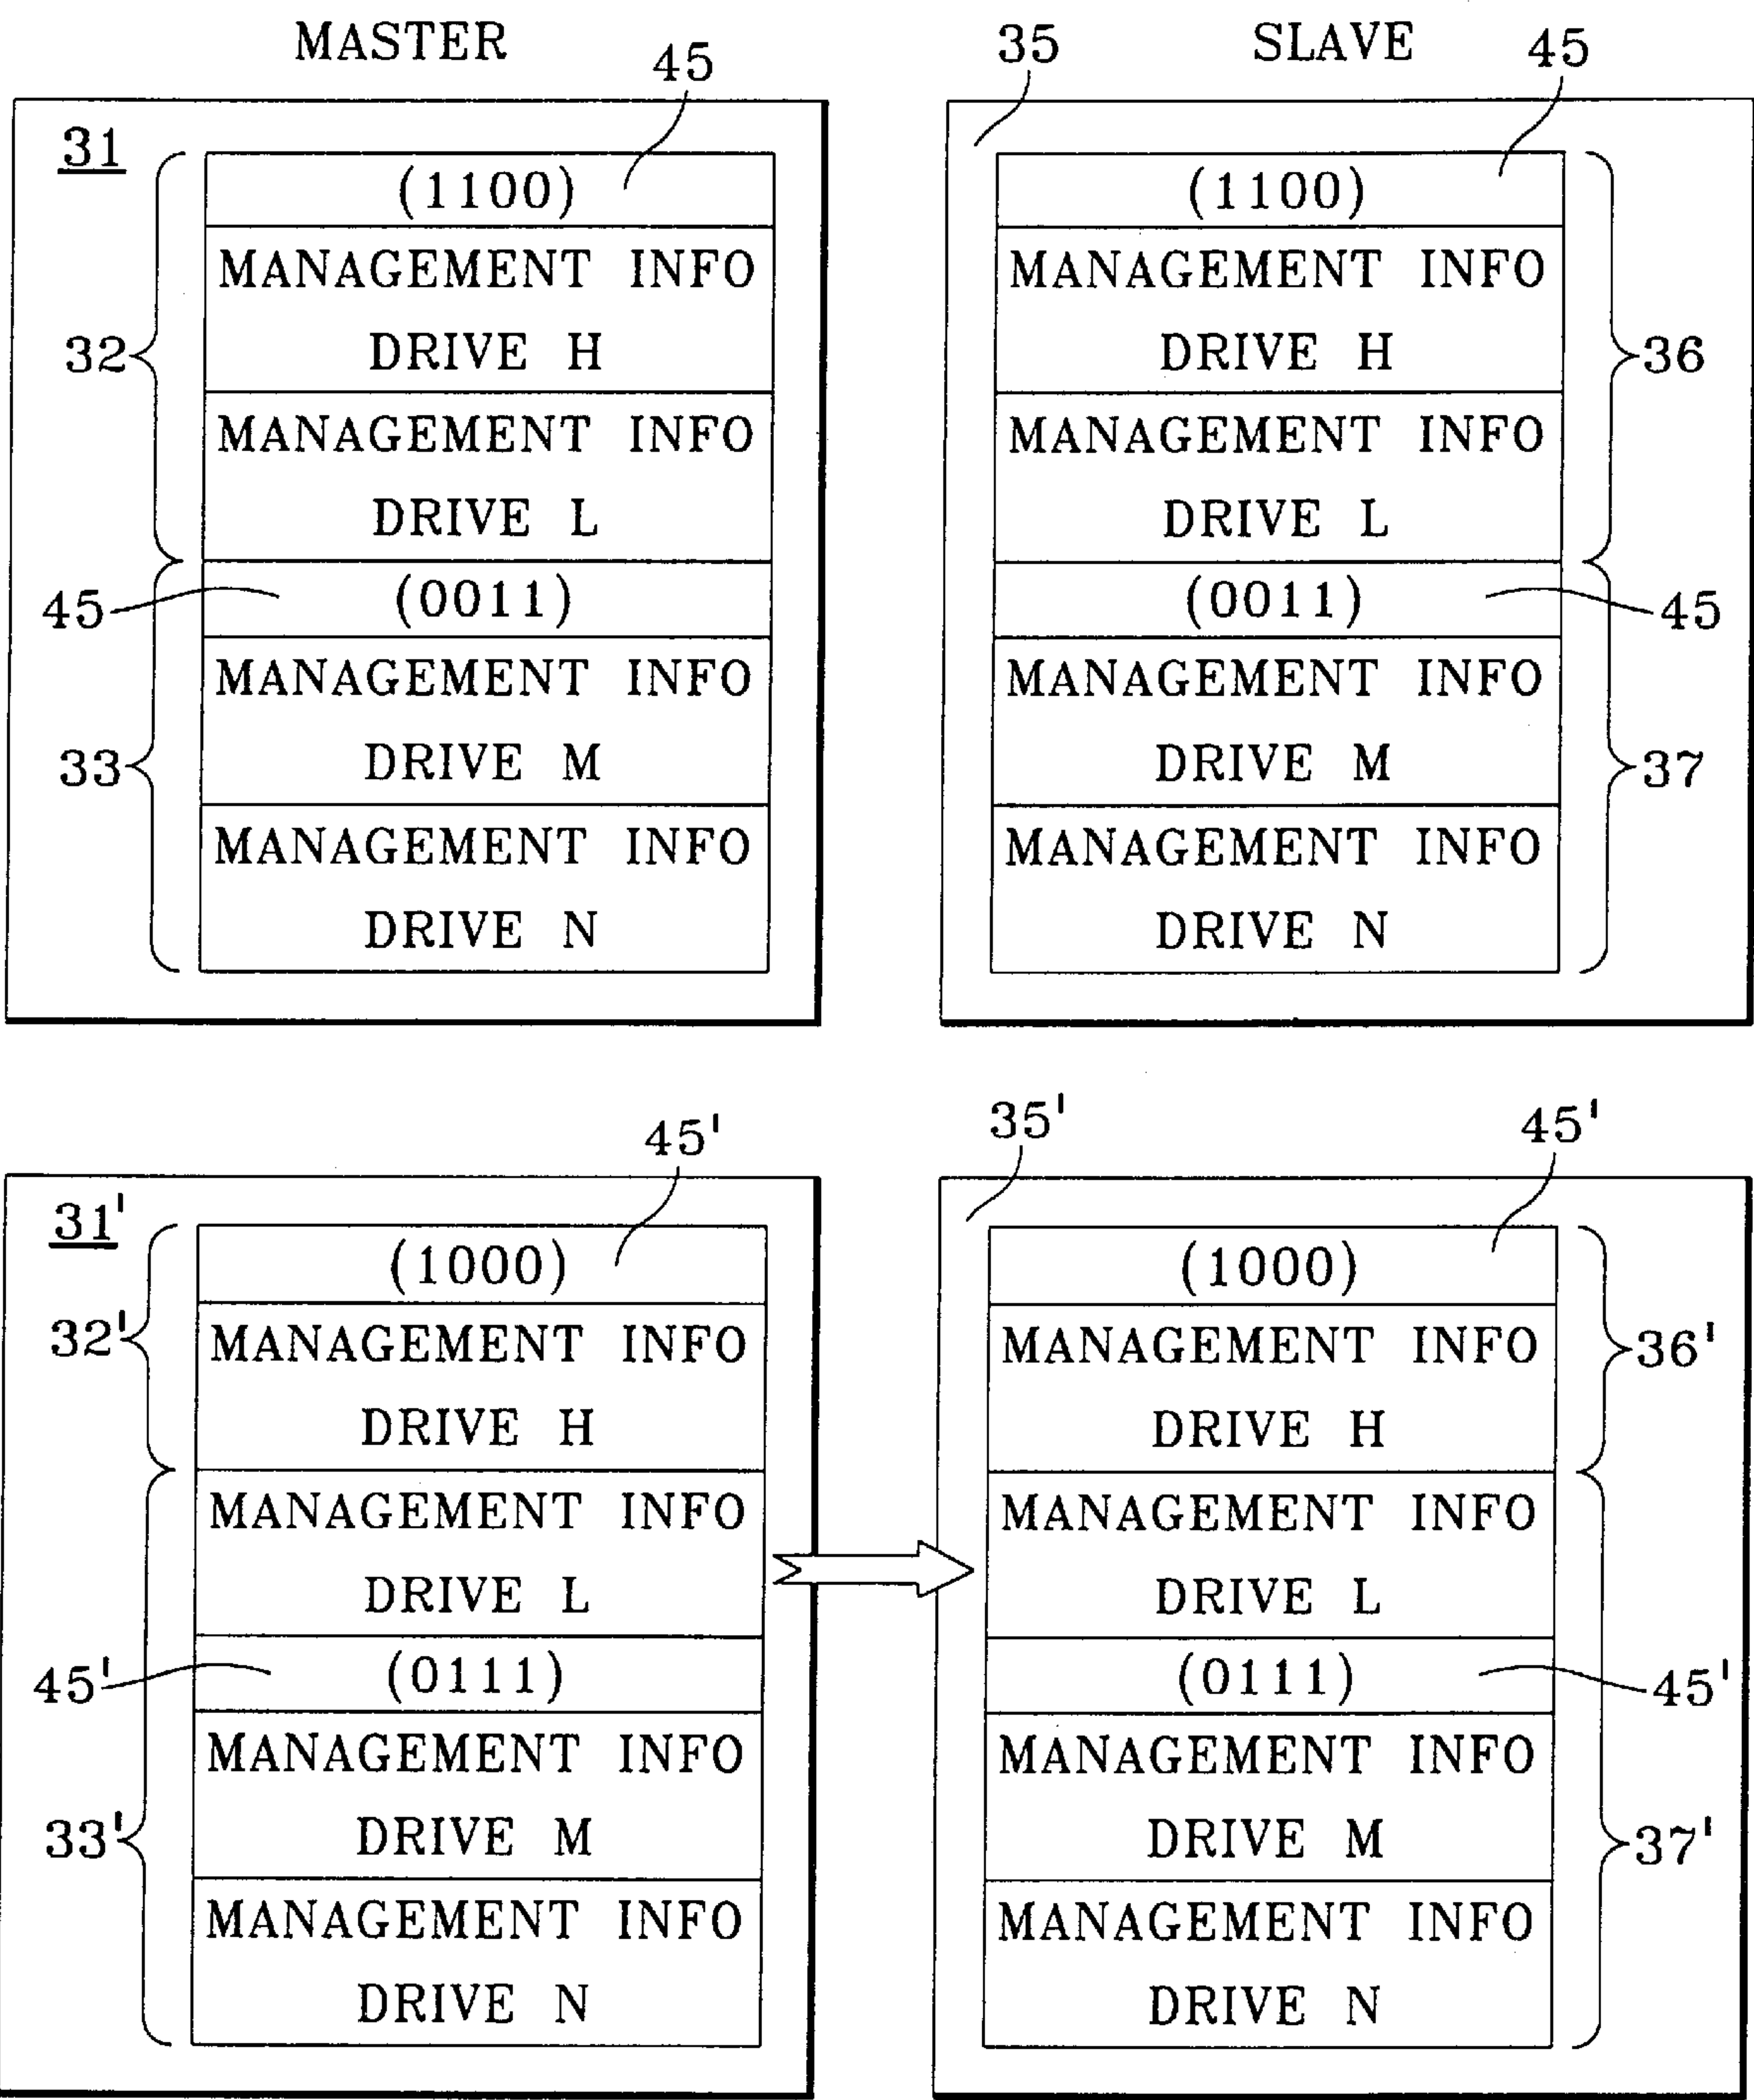 MASTER
45
31
(1100)
MANAGEMENT INFO
DRIVE H
32
MANAGEMENT INFO
DRIVE L
45
(0011)
MANAGEMENT INFO
DRIVE M
33
MANAGEMENT INFO
DRIVE N
35
SLAVE
45
(1100)
MANAGEMENT INFO
DRIVE H
36
MANAGEMENT INFO
DRIVE L
(0011)
45
MANAGEMENT INFO
DRIVE M
37
MANAGEMENT INFO
DRIVE N
45'
31'
(1000)
32'
MANAGEMENT INFO
DRIVE H
MANAGEMENT INFO
DRIVE L
45'
(0111)
MANAGEMENT INFO
DRIVE M
33'
MANAGEMENT INFO
DRIVE N
35'
45'
(1000)
MANAGEMENT INFO
36'
DRIVE H
MANAGEMENT INFO
DRIVE L
(0111)
45'
MANAGEMENT INFO
DRIVE M
37'
MANAGEMENT INFO
DRIVE N